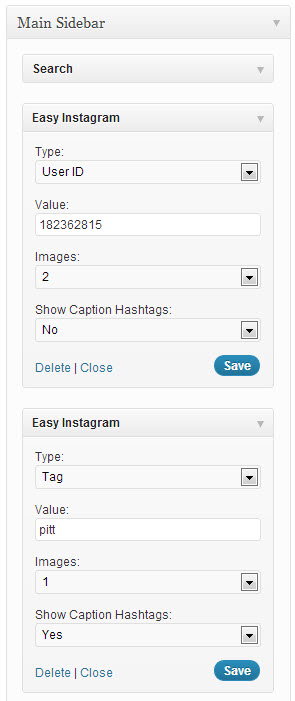 Main Sidebar
Search
Easy Instagram
Type:
User ID
Value:
182362815
Images:
2
Show Caption Hashtags:
No
Delete | Close
Save
Easy Instagram
Type:
Tag
Value:
pitt
Images:
1
Show Caption Hashtags:
Yes
Delete | Close
Save